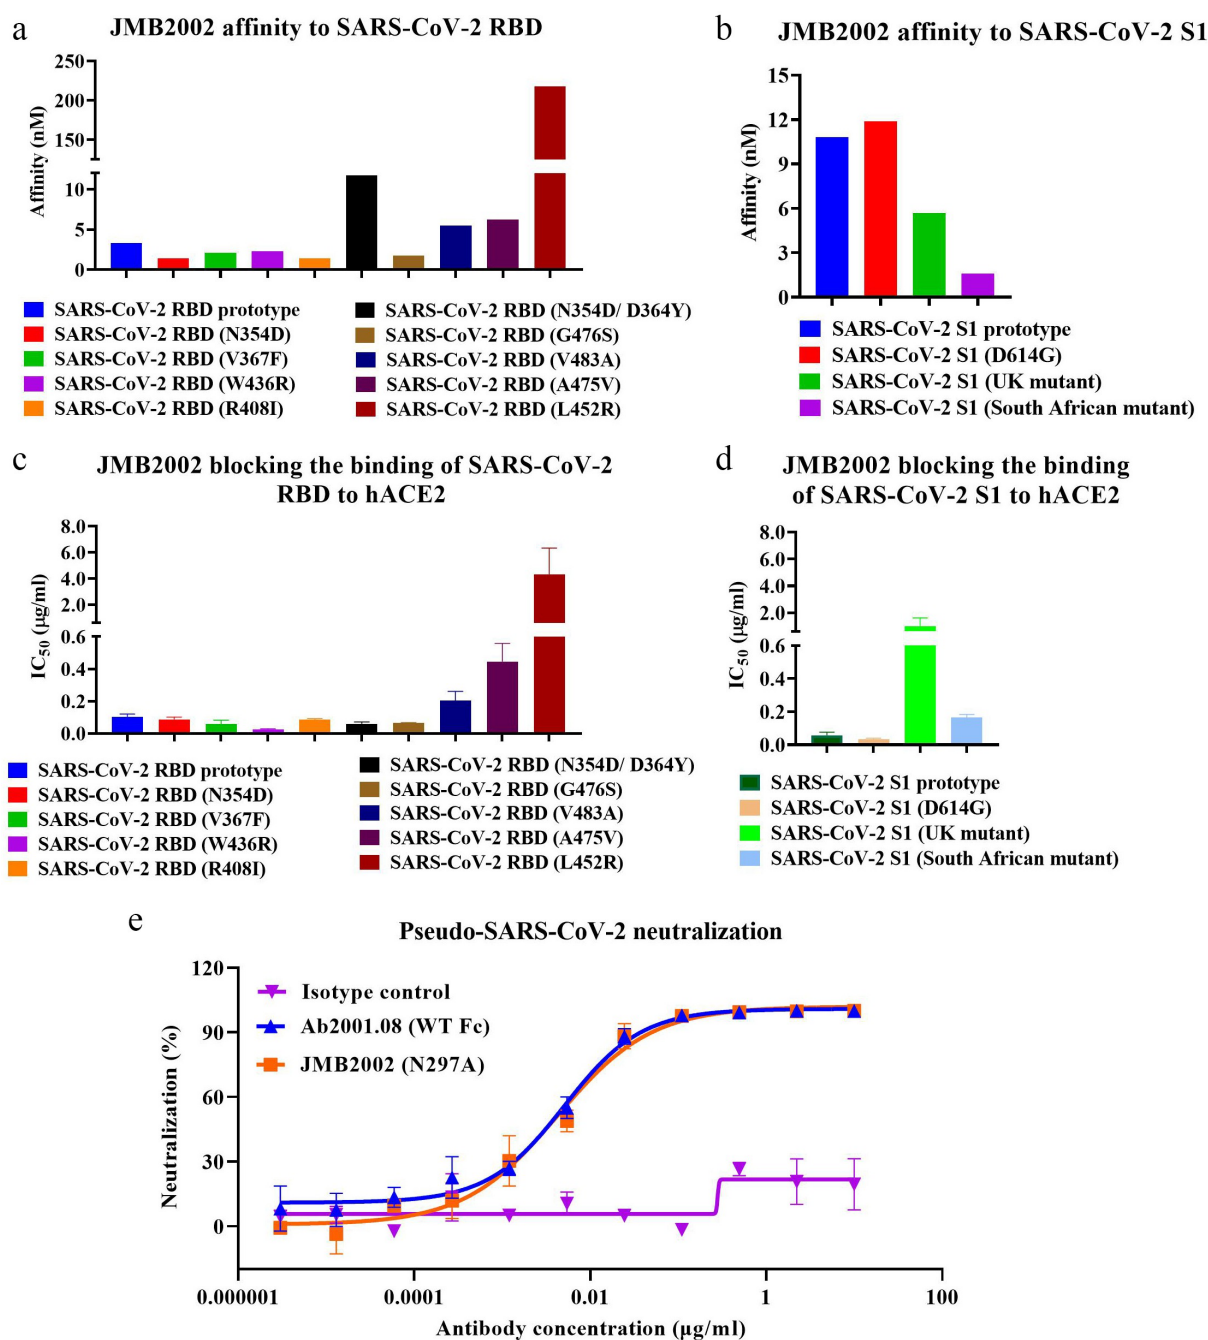 a
JMB2002 affinity to SARS-CoV-2 RBD
Affinity (nM)
250
200
150
10
5
0
SARS-CoV-2 RBD prototype
SARS-CoV-2 RBD (N354D)
SARS-CoV-2 RBD (V367F)
SARS-CoV-2 RBD (W436R)
SARS-CoV-2 RBD (R408I)
SARS-CoV-2 RBD (N354D/ D364Y)
SARS-CoV-2 RBD (G476S)
SARS-CoV-2 RBD (V483A)
SARS-CoV-2 RBD (A475V)
SARS-CoV-2 RBD (L452R)
b
JMB2002 affinity to SARS-CoV-2 S1
Affinity (nM)
15
12
9
6
3
0
SARS-CoV-2 S1 prototype
SARS-CoV-2 S1 (D614G)
SARS-CoV-2 S1 (UK mutant)
SARS-CoV-2 S1 (South African mutant)
c
JMB2002 blocking the binding of SARS-CoV-2
RBD to hACE2
IC50 (μg/ml)
8.0
6.0
4.0
2.0
0.6
0.4
0.2
0.0
SARS-CoV-2 RBD prototype
SARS-CoV-2 RBD (N354D)
SARS-CoV-2 RBD (V367F)
SARS-CoV-2 RBD (W436R)
SARS-CoV-2 RBD (R408I)
SARS-CoV-2 RBD (N354D/ D364Y)
SARS-CoV-2 RBD (G476S)
SARS-CoV-2 RBD (V483A)
SARS-CoV-2 RBD (A475V)
SARS-CoV-2 RBD (L452R)
d
JMB2002 blocking the binding
of SARS-CoV-2 S1 to hACE2
IC50 (μg/ml)
8.0
6.0
4.0
2.0
0.6
0.4
0.2
0.0
SARS-CoV-2 S1 prototype
SARS-CoV-2 S1 (D614G)
SARS-CoV-2 S1 (UK mutant)
SARS-CoV-2 S1 (South African mutant)
e
Pseudo-SARS-CoV-2 neutralization
Neutralization (%)
120
90
60
30
0
Isotype control
Ab2001.08 (WT Fc)
JMB2002 (N297A)
0.000001
0.0001
0.01
1
100
Antibody concentration (μg/ml)